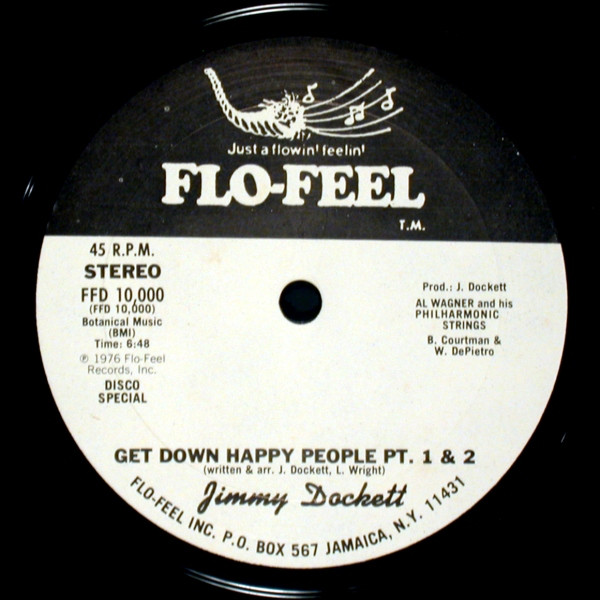 Just a flowin' feelin'
FLO-FEEL
T.M.
45 R.P.M.
STEREO
FFD 10,000
(FFD 10,000)
Botanical Music
(BMI)
Time: 6:48
℗ 1976 Flo-Feel
Records, Inc.
DISCO
SPECIAL
Prod.: J. Dockett
AL WAGNER and his
PHILHARMONIC
STRINGS
B. Courtman &
W. DePietro
GET DOWN HAPPY PEOPLE PT. 1 & 2
(written & arr. J. Dockett, L. Wright)
Jimmy Dockett
FLO-FEEL INC. P.O. BOX 567 JAMAICA, N.Y. 11431